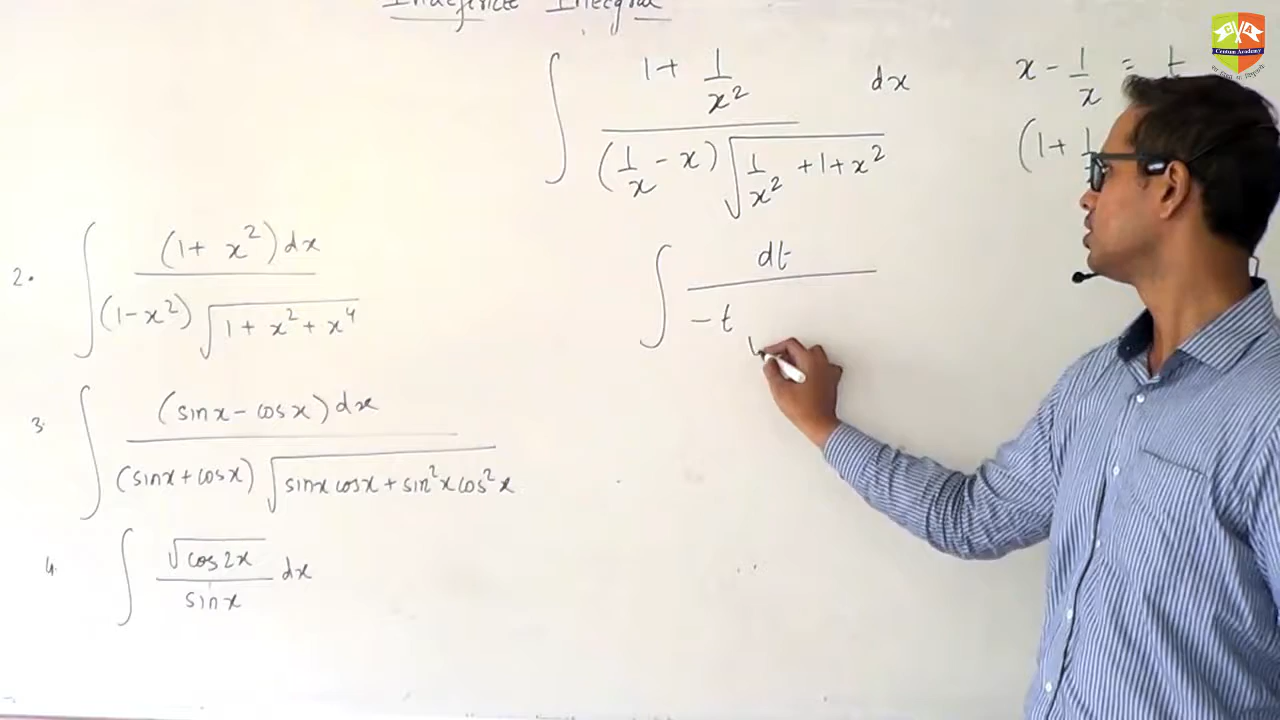 Indefinite Integral
∫ (1 + 1/x²) / ((1/x - x) √(1/x² + 1 + x²)) dx
x - 1/x = t
(1 + 1/
2. ∫ (1 + x²) dx / ((1 - x²) √(1 + x² + x⁴))
∫ dt / (-t
3. ∫ (sinx - cosx) dx / ((sinx + cosx) √(sinx cosx + sin²x cos²x))
4. ∫ √(cos2x) / sinx dx
Centum Academy